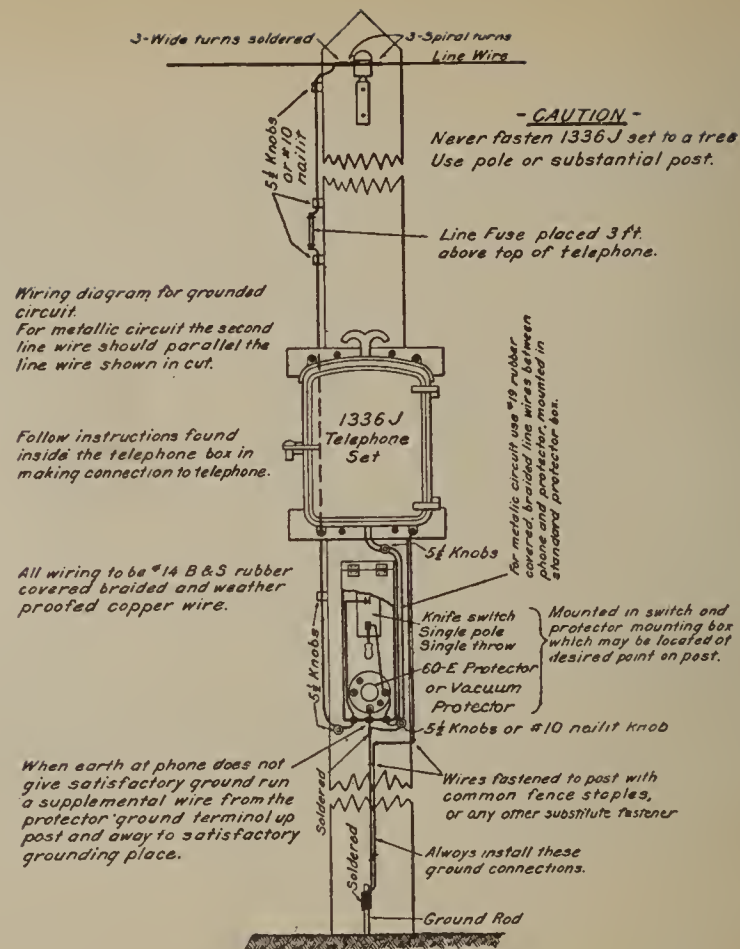 3-Wide turns soldered
3-Spiral turns
Line Wire
- CAUTION -
Never fasten 1336J set to a tree
Use pole or substantial post.
5½ Knobs
or #10
nailit
Line Fuse placed 3 ft.
above top of telephone.
Wiring diagram for grounded
circuit.
For metallic circuit the second
line wire should parallel the
line wire shown in cut.
1336J
Telephone
Set
For metallic circuit use #19 rubber
covered, braided line wires between
phone and protector, mounted in
standard protector box.
Follow instructions found
inside the telephone box in
making connection to telephone.
5½ Knobs
All wiring to be #14 B & S rubber
covered braided and weather
proofed copper wire.
Knife switch
Single pole
Single throw
Mounted in switch and
protector mounting box
which may be located at
desired point on post.
5½ Knobs
60-E Protector
or Vacuum
Protector
5½ Knobs or #10 nailit knob
When earth at phone does not
give satisfactory ground run
a supplemental wire from the
protector ground terminal up
post and away to satisfactory
grounding place.
Soldered
Wires fastened to post with
common fence staples,
or any other substitute fastener
Always install these
ground connections.
Soldered
Ground Rod